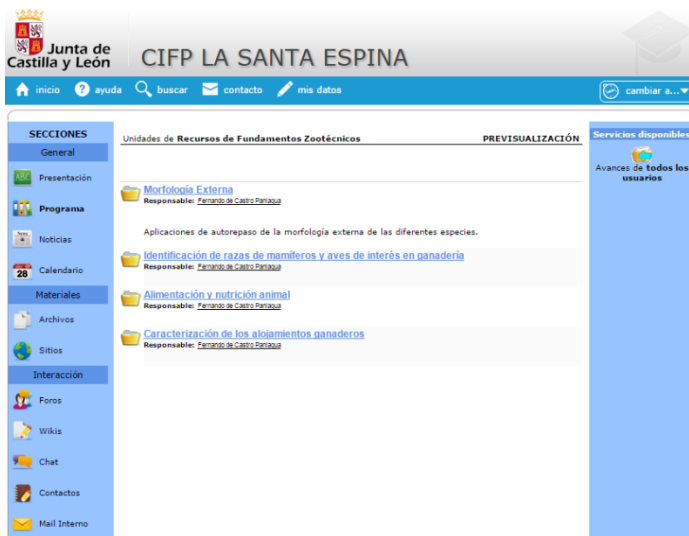 Junta de
Castilla y León
CIFP LA SANTA ESPINA
inicio ayuda buscar contacto mis datos cambiar a...
SECCIONES
General
ABC
Presentación
Programa
Noticias
28
Calendario
Materiales
Archivos
Sitios
Interacción
Foros
Wikis
Chat
Contactos
Mail Interno
Unidades de Recursos de Fundamentos Zootécnicos PREVISUALIZACIÓN
Morfología Externa
Responsable: Fernando de Castro Paniagua
Aplicaciones de autorepaso de la morfología externa de las diferentes especies.
Identificación de razas de mamíferos y aves de interés en ganadería
Responsable: Fernando de Castro Paniagua
Alimentación y nutrición animal
Responsable: Fernando de Castro Paniagua
Caracterización de los alojamientos ganaderos
Responsable: Fernando de Castro Paniagua
Servicios disponibles
Avances de todos los
usuarios